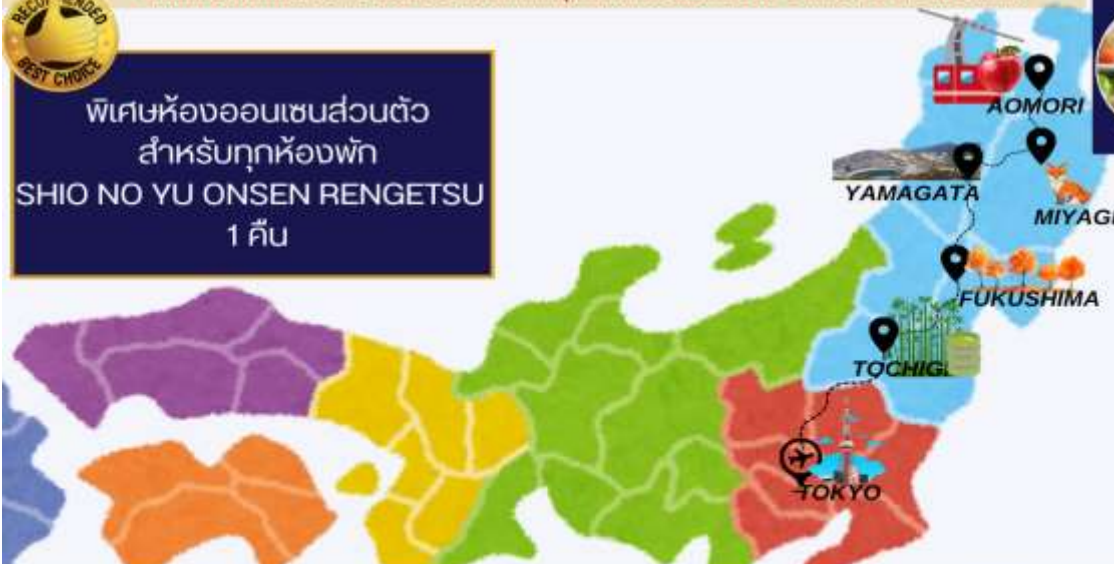 RECOMMENDED
BEST CHOICE
พิเศษห้องออนเซนส่วนตัว
สำหรับทุกห้องพัก
SHIO NO YU ONSEN RENGETSU
1 คืน
AOMORI
YAMAGATA
MIYAGI
FUKUSHIMA
TOCHIGI
TOKYO